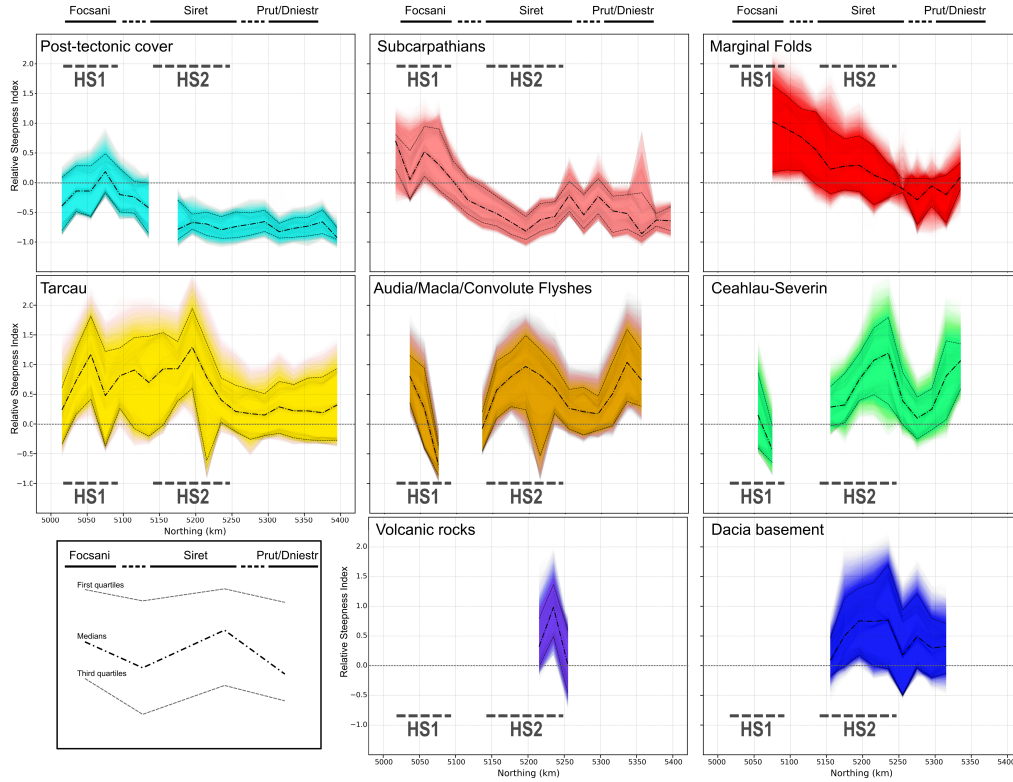 Focsani Siret Prut/Dniestr Focsani Siret Prut/Dniestr Focsani Siret Prut/Dniestr
Post-tectonic cover
HS1 HS2
Subcarpathians
HS1 HS2
Marginal Folds
HS1 HS2
Relative Steepness Index
2.0
1.5
1.0
0.5
0.0
−0.5
−1.0
Tarcau
HS1 HS2
Audia/Macla/Convolute Flyshes
HS1 HS2
Ceahlau-Severin
HS1 HS2
Relative Steepness Index
2.0
1.5
1.0
0.5
0.0
−0.5
−1.0
5000 5050 5100 5150 5200 5250 5300 5350 5400
Northing (km)
Focsani Siret Prut/Dniestr
First quartiles
Medians
Third quartiles
Volcanic rocks
HS1 HS2
Relative Steepness Index
2.0
1.5
1.0
0.5
0.0
−0.5
−1.0
5000 5050 5100 5150 5200 5250 5300 5350 5400
Northing (km)
Dacia basement
HS1 HS2
5000 5050 5100 5150 5200 5250 5300 5350 5400
Northing (km)